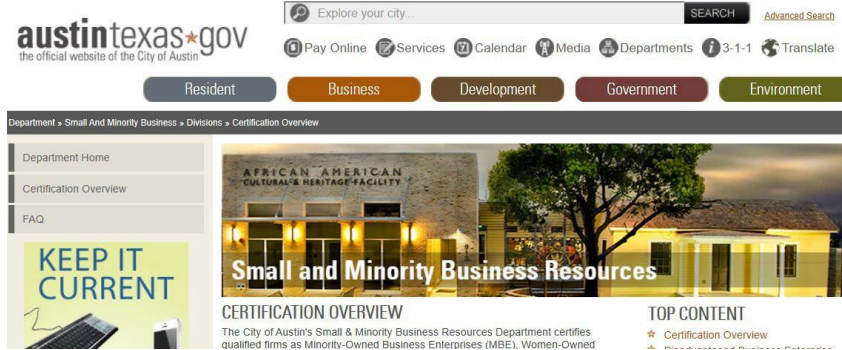 Explore your city...
SEARCH
Advanced Search
austintexas.gov
the official website of the City of Austin
Pay Online Services Calendar Media Departments 3-1-1 Translate
Resident Business Development Government Environment
Department » Small And Minority Business » Divisions » Certification Overview
Department Home
Certification Overview
FAQ
KEEP IT
CURRENT
AFRICAN AMERICAN
CULTURAL & HERITAGE FACILITY
Small and Minority Business Resources
CERTIFICATION OVERVIEW
The City of Austin's Small & Minority Business Resources Department certifies
qualified firms as Minority-Owned Business Enterprises (MBE), Women-Owned
TOP CONTENT
Certification Overview
Disadvantaged Business Enterprise